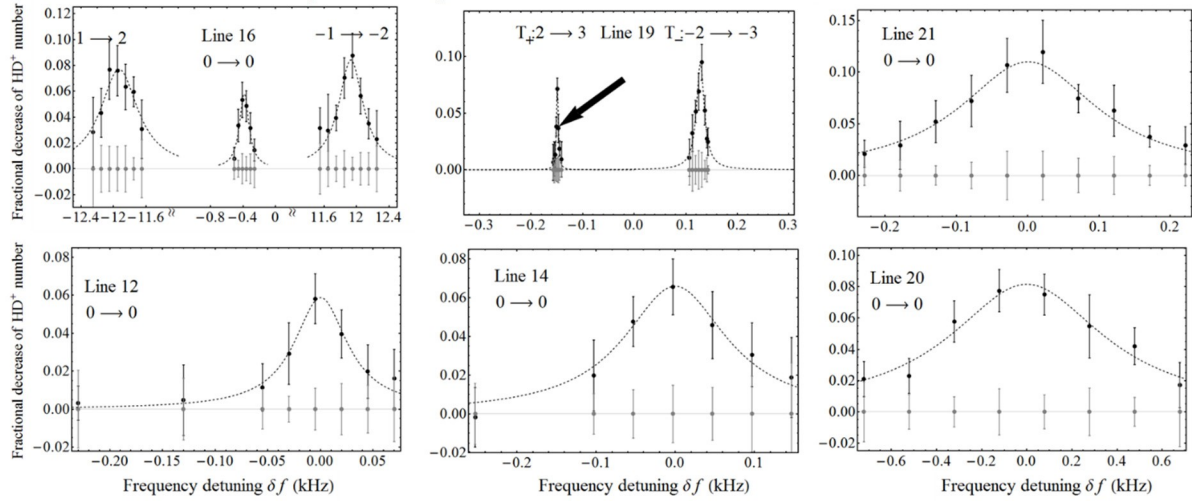 Fractional decrease of HD⁺ number
0.12
0.10
0.08
0.06
0.04
0.02
0.00
−0.02
1 → 2
Line 16
0 → 0
−1 → −2
−12.4 −12 −11.6 −0.8 −0.4 0 11.6 12 12.4
0.10
0.05
0.00
−0.05
T₊:2 → 3 Line 19 T₋:−2 → −3
−0.3 −0.2 −0.1 0.0 0.1 0.2 0.3
0.15
0.10
0.05
0.00
Line 21
0 → 0
−0.2 −0.1 0.0 0.1 0.2
Fractional decrease of HD⁺ number
0.08
0.06
0.04
0.02
0.00
−0.02
Line 12
0 → 0
−0.20 −0.15 −0.10 −0.05 0.00 0.05
Frequency detuning δf (kHz)
0.08
0.06
0.04
0.02
0.00
−0.02
Line 14
0 → 0
−0.2 −0.1 0.0 0.1
Frequency detuning δf (kHz)
0.10
0.08
0.06
0.04
0.02
0.00
−0.02
Line 20
0 → 0
−0.6 −0.4 −0.2 0.0 0.2 0.4 0.6
Frequency detuning δf (kHz)